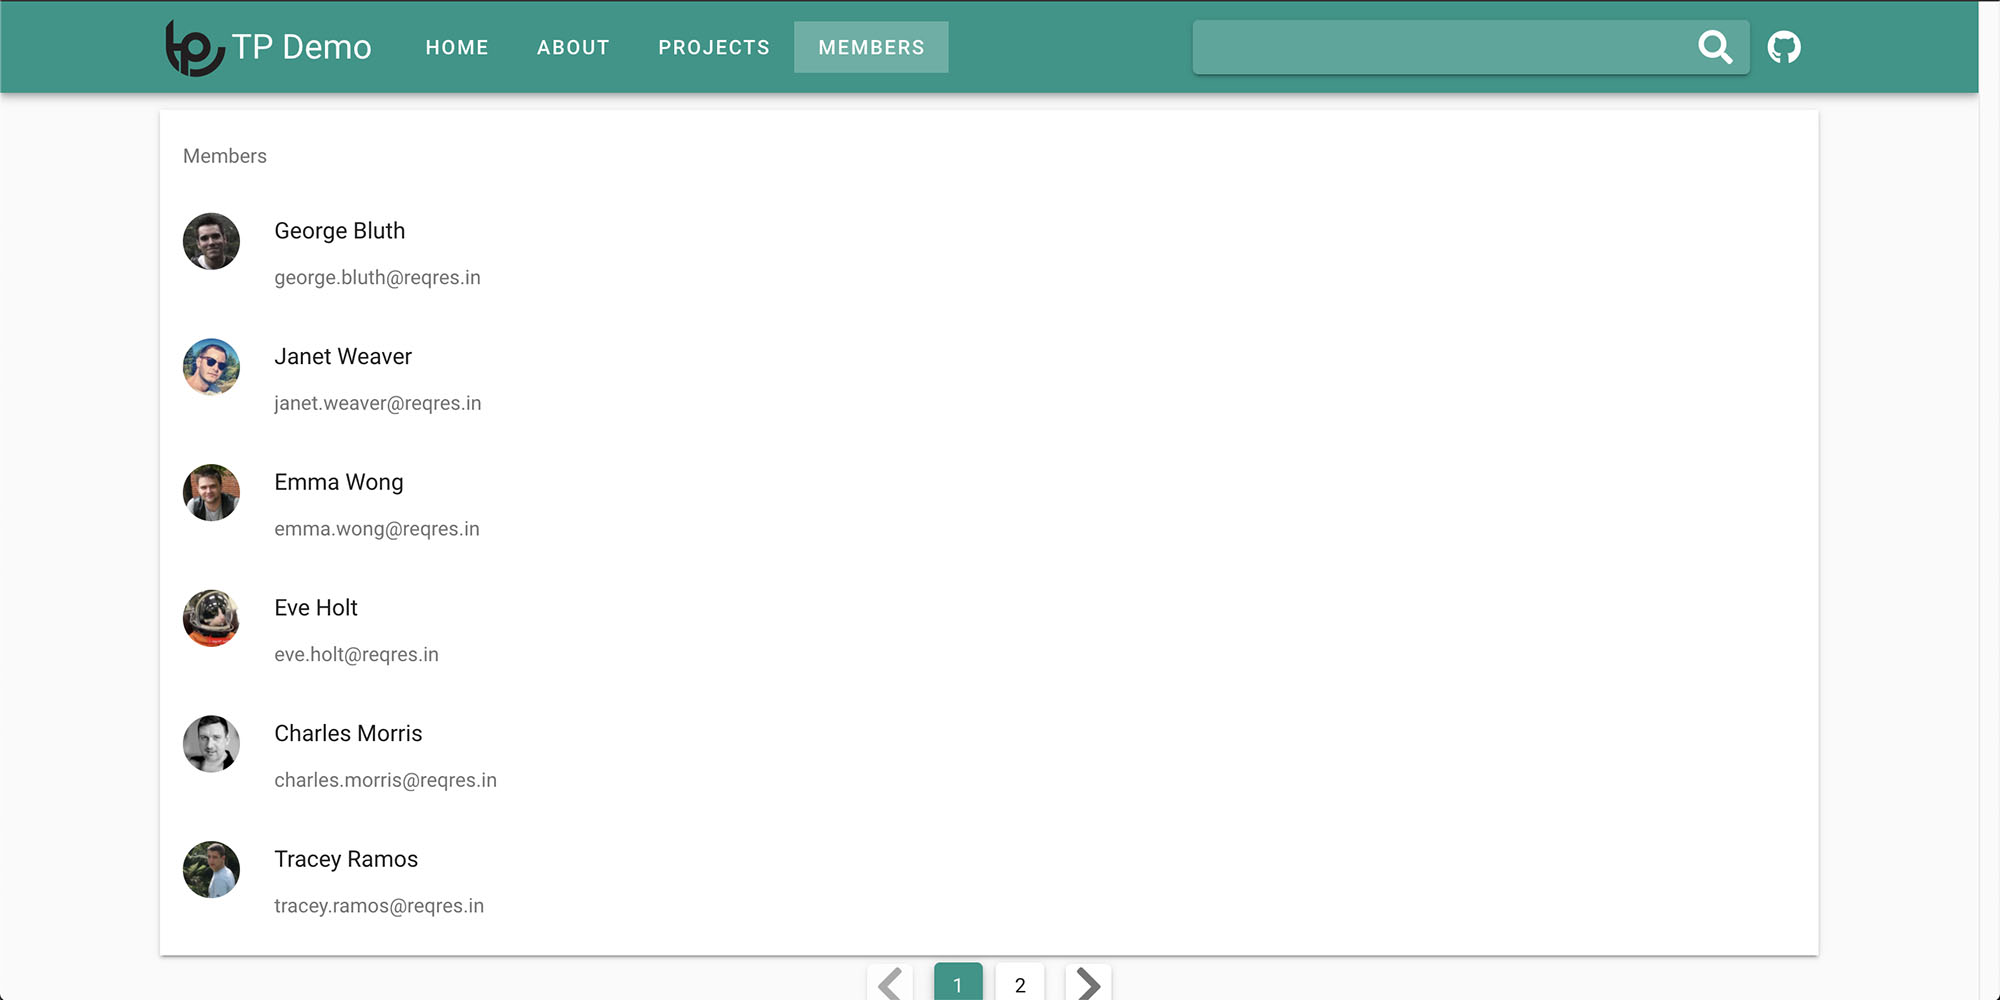 TP Demo HOME ABOUT PROJECTS MEMBERS
Members
George Bluth
george.bluth@reqres.in
Janet Weaver
janet.weaver@reqres.in
Emma Wong
emma.wong@reqres.in
Eve Holt
eve.holt@reqres.in
Charles Morris
charles.morris@reqres.in
Tracey Ramos
tracey.ramos@reqres.in
1 2